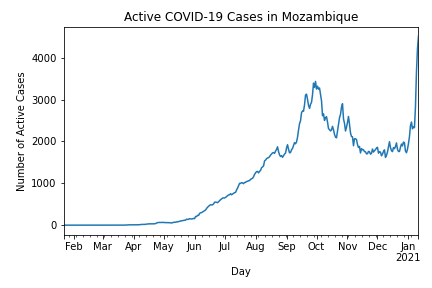 Active COVID-19 Cases in Mozambique
Number of Active Cases
4000
3000
2000
1000
0
Feb Mar Apr May Jun Jul Aug Sep Oct Nov Dec Jan
2021
Day